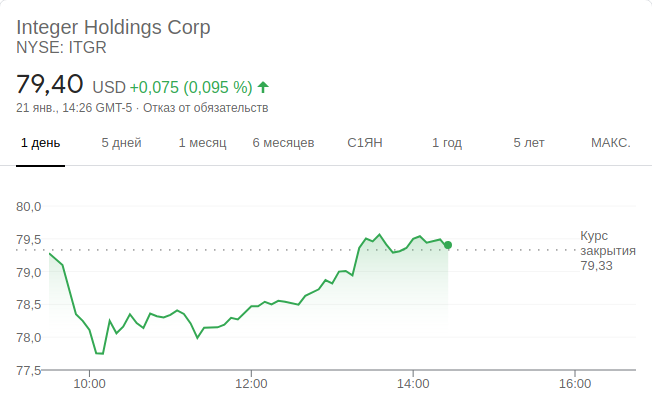 Integer Holdings Corp
NYSE: ITGR
79,40 USD +0,075 (0,095 %)
21 янв., 14:26 GMT-5 · Отказ от обязательств
1 день 5 дней 1 месяц 6 месяцев С1ЯН 1 год 5 лет МАКС.
80,0
79,5
79,0
78,5
78,0
77,5
Курс
закрытия
79,33
10:00 12:00 14:00 16:00